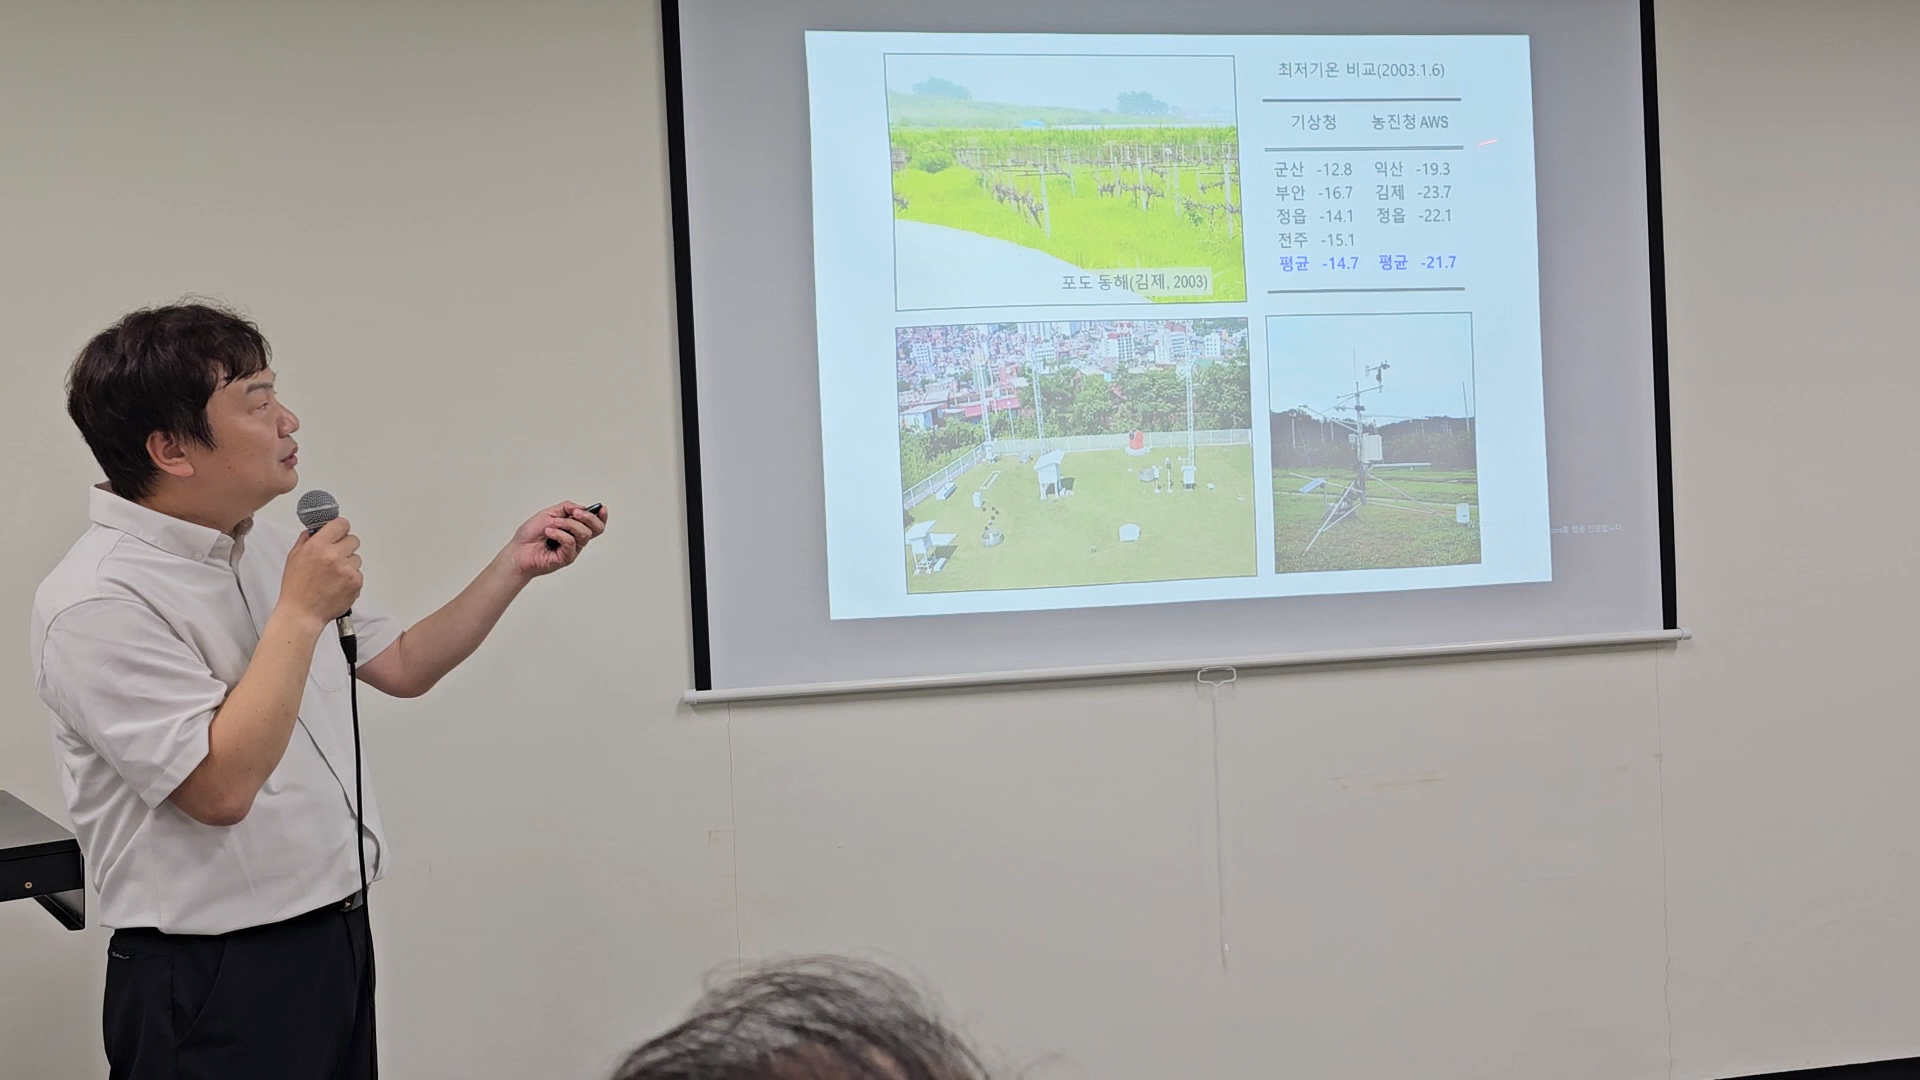 최저기온 비교(2003.1.6)
기상청 농진청 AWS
군산 -12.8 익산 -19.3
부안 -16.7 김제 -23.7
정읍 -14.1 정읍 -22.1
전주 -15.1
평균 -14.7 평균 -21.7
포도 동해(김제, 2003)